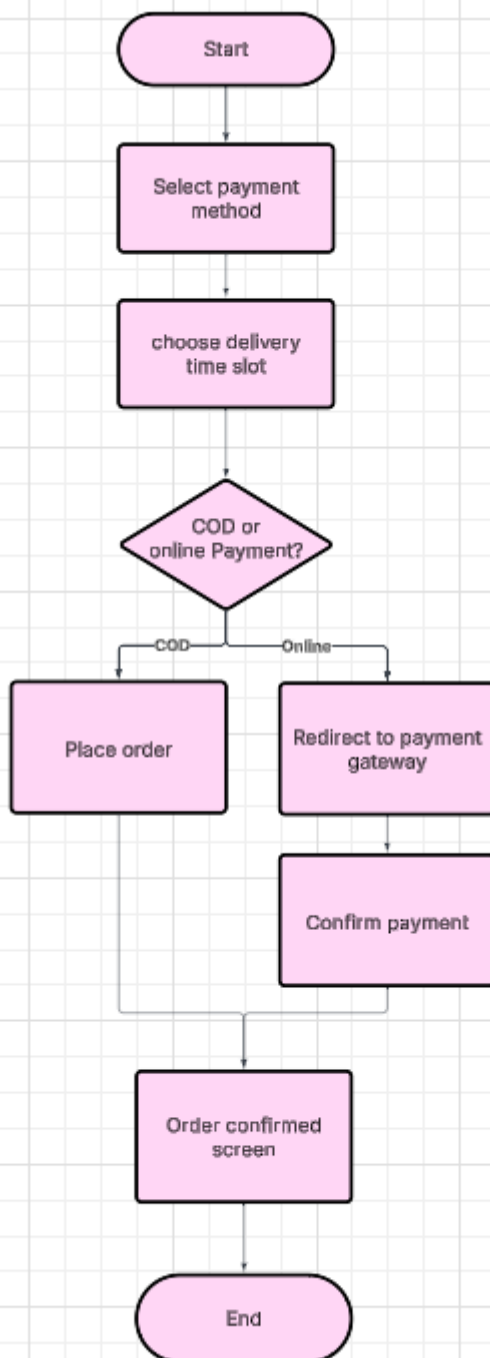 Start
Select payment
method
choose delivery
time slot
COD or
online Payment?
COD
Online
Place order
Redirect to payment
gateway
Confirm payment
Order confirmed
screen
End